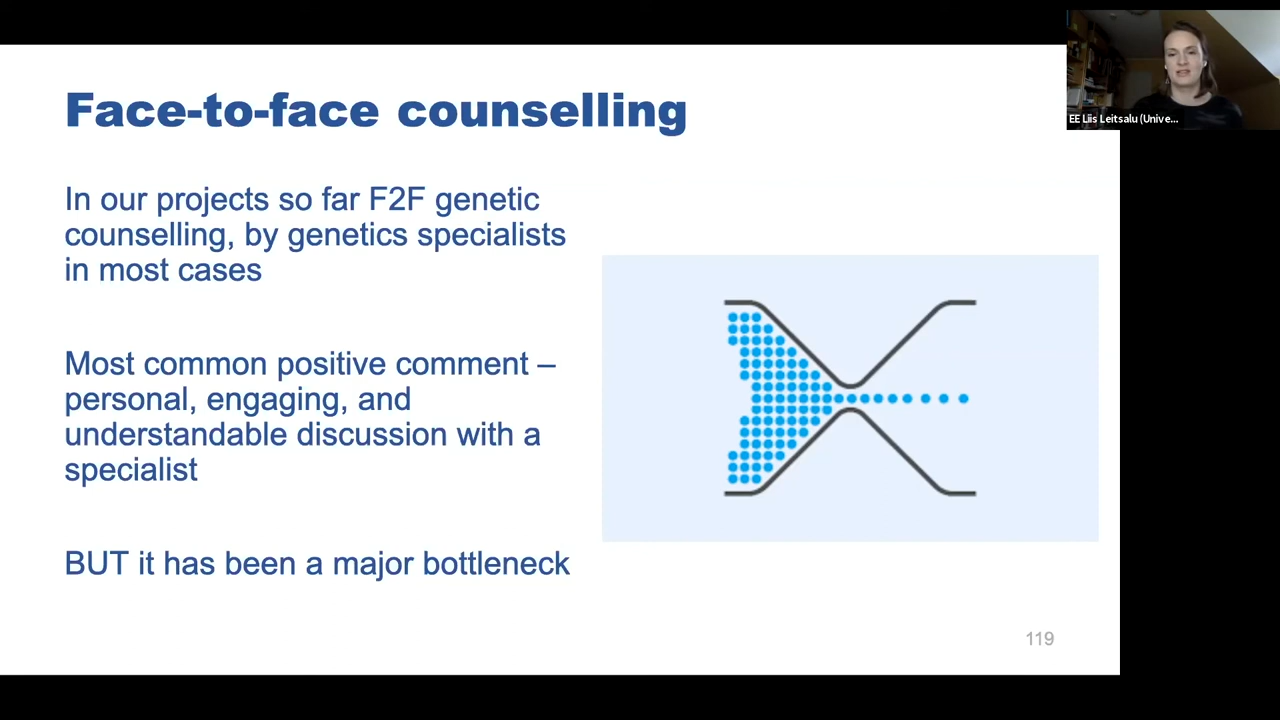 Face-to-face counselling
EE Liis Leitsalu (Unive...
In our projects so far F2F genetic
counselling, by genetics specialists
in most cases
Most common positive comment –
personal, engaging, and
understandable discussion with a
specialist
BUT it has been a major bottleneck
119